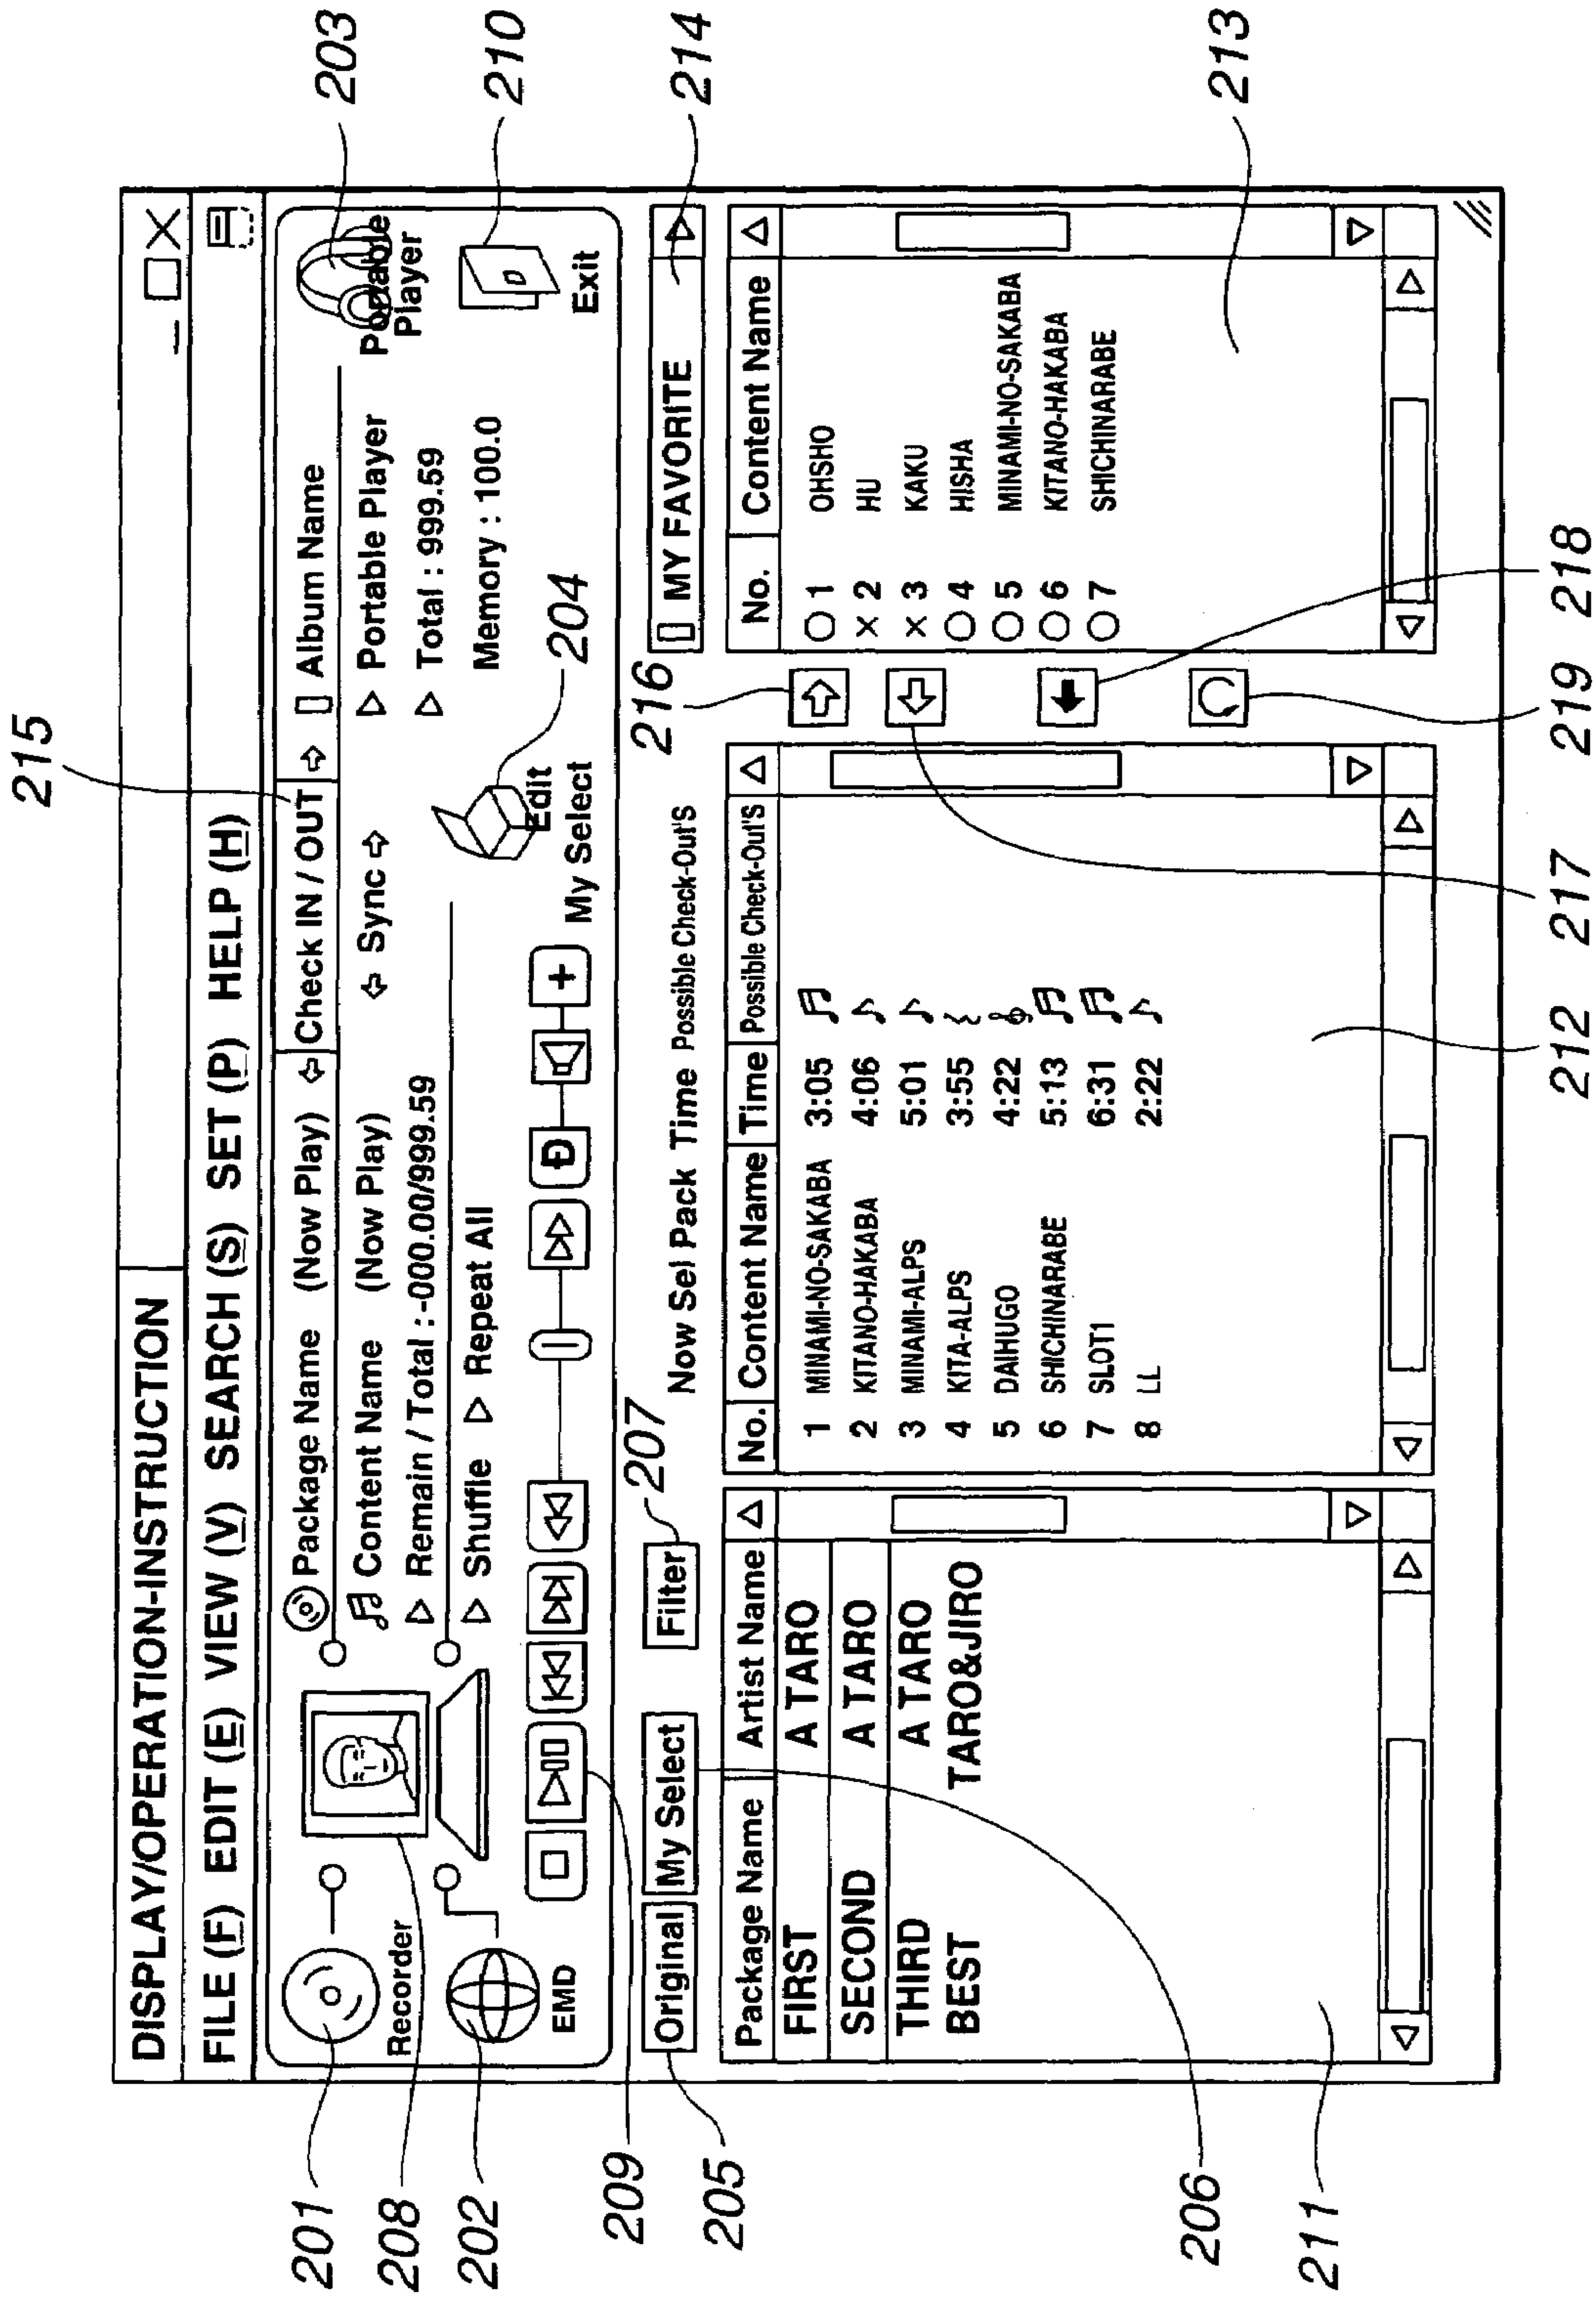 215
DISPLAY/OPERATION-INSTRUCTION
FILE (F) EDIT (E) VIEW (V) SEARCH (S) SET (P) HELP (H)
201
208
202
209
205
206
211
Recorder
EMD
Package Name (Now Play)
Content Name (Now Play)
Remain / Total : -000.00/999.59
Shuffle Repeat All
Check IN / OUT
Sync
Album Name
Portable Player
Total : 999.59
Memory : 100.0
Portable
Player
Exit
Edit
My Select
Đ
+
203
210
214
204
207
216
Original My Select Filter
Now Sel Pack Time Possible Check-Out'S
MY FAVORITE
Package Name Artist Name
FIRST A TARO
SECOND A TARO
THIRD A TARO
BEST TARO&JIRO
No. Content Name Time Possible Check-Out'S
1 MINAMI-NO-SAKABA 3:05
2 KITANO-HAKABA 4:06
3 MINAMI-ALPS 5:01
4 KITA-ALPS 3:55
5 DAIHUGO 4:22
6 SHICHINARABE 5:13
7 SLOT1 6:31
8 LL 2:22
No. Content Name
○ 1 OHSHO
× 2 HU
× 3 KAKU
○ 4 HISHA
○ 5 MINAMI-NO-SAKABA
○ 6 KITANO-HAKABA
○ 7 SHICHINARABE
213
212
217
219
218